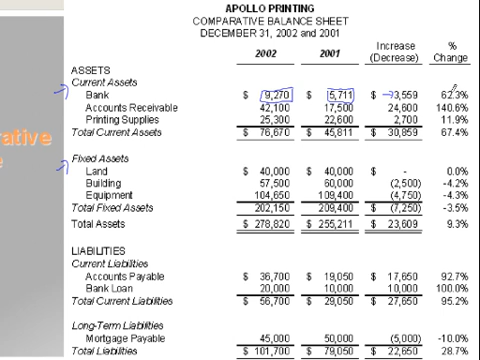 APOLLO PRINTING
COMPARATIVE BALANCE SHEET
DECEMBER 31, 2002 and 2001
2002 2001 Increase (Decrease) % Change
ASSETS
Current Assets
Bank $ 9,270 $ 5,711 $ 3,559 62.3%
Accounts Receivable 42,100 17,500 24,600 140.6%
Printing Supplies 25,300 22,600 2,700 11.9%
Total Current Assets $ 76,670 $ 45,811 $ 30,859 67.4%
rative
e
Fixed Assets
Land $ 40,000 $ 40,000 $ - 0.0%
Building 57,500 60,000 (2,500) -4.2%
Equipment 104,650 109,400 (4,750) -4.3%
Total Fixed Assets 202,150 209,400 $ (7,250) -3.5%
Total Assets $ 278,820 $ 255,211 $ 23,609 9.3%
LIABILITIES
Current Liabilities
Accounts Payable $ 36,700 $ 19,050 $ 17,650 92.7%
Bank Loan 20,000 10,000 10,000 100.0%
Total Current Liabilities $ 56,700 $ 29,050 $ 27,650 95.2%
Long-Term Liabilities
Mortgage Payable 45,000 50,000 (5,000) -10.0%
Total Liabilities $ 101,700 $ 79,050 $ 22,650 28.7%